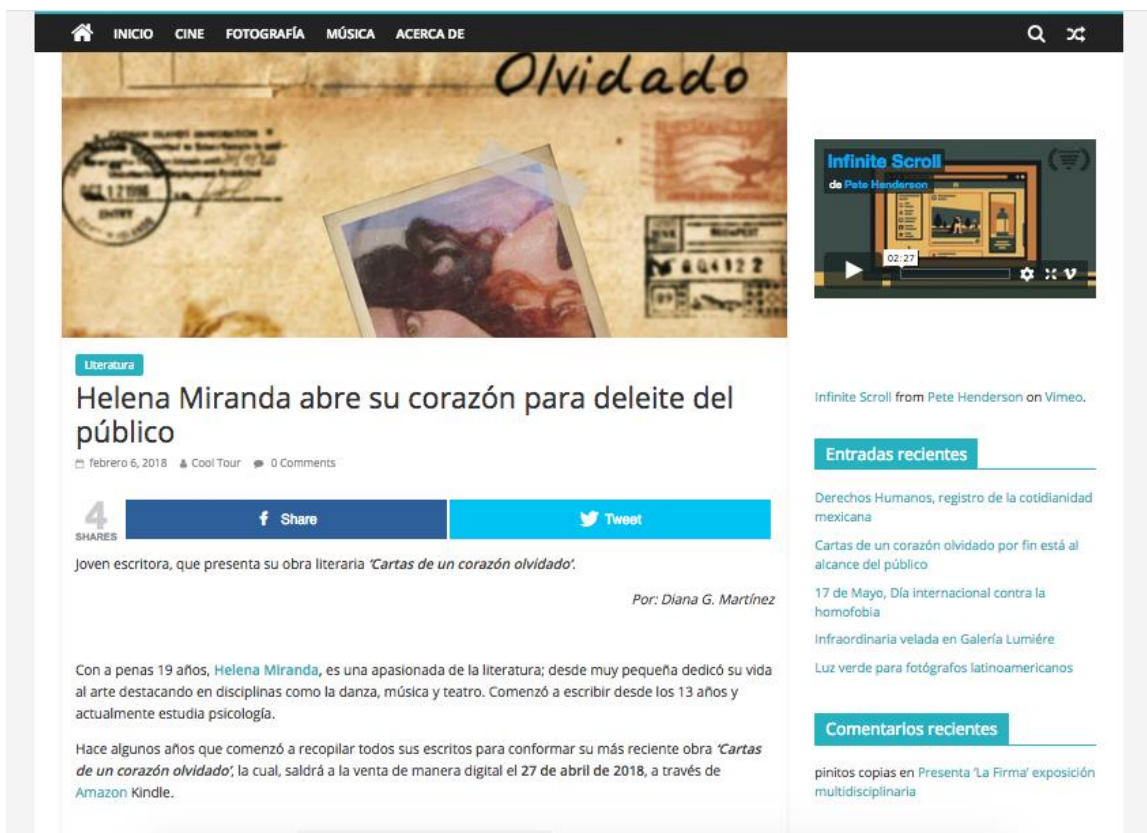 INICIO CINE FOTOGRAFÍA MÚSICA ACERCA DE
Olvidado
OCT 121996
ENTRY
Literatura
Helena Miranda abre su corazón para deleite del
público
febrero 6, 2018 Cool Tour 0 Comments
4
SHARES
Share
Tweet
Joven escritora, que presenta su obra literaria 'Cartas de un corazón olvidado'.
Por: Diana G. Martínez
Con a penas 19 años, Helena Miranda, es una apasionada de la literatura; desde muy pequeña dedicó su vida
al arte destacando en disciplinas como la danza, música y teatro. Comenzó a escribir desde los 13 años y
actualmente estudia psicología.
Hace algunos años que comenzó a recopilar todos sus escritos para conformar su más reciente obra 'Cartas
de un corazón olvidado', la cual, saldrá a la venta de manera digital el 27 de abril de 2018, a través de
Amazon Kindle.
Infinite Scroll
de Pete Henderson
02:27
Infinite Scroll from Pete Henderson on Vimeo.
Entradas recientes
Derechos Humanos, registro de la cotidianidad
mexicana
Cartas de un corazón olvidado por fin está al
alcance del público
17 de Mayo, Día internacional contra la
homofobia
Infraordinaria velada en Galería Lumiére
Luz verde para fotógrafos latinoamericanos
Comentarios recientes
pinitos copias en Presenta 'La Firma' exposición
multidisciplinaria